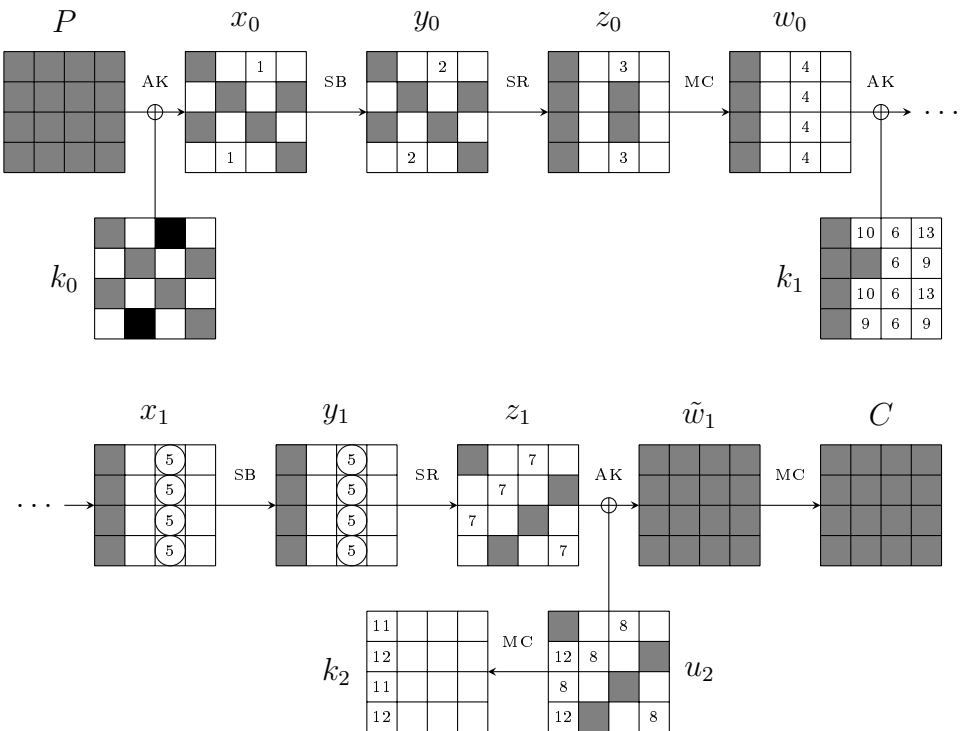 P x₀ y₀ z₀ w₀
1 2 3 4
AK SB SR MC 4 AK
4 ⋯
1 2 3 4
10 6 13
6 9
k₀ k₁
10 6 13
9 6 9
x₁ y₁ z₁ w̃₁ C
5 5 7
SB SR AK MC
5 5 7
⋯ 5 5 7
5 5 7
11 8
MC
12 12 8
k₂ u₂
11 8
12 12 8